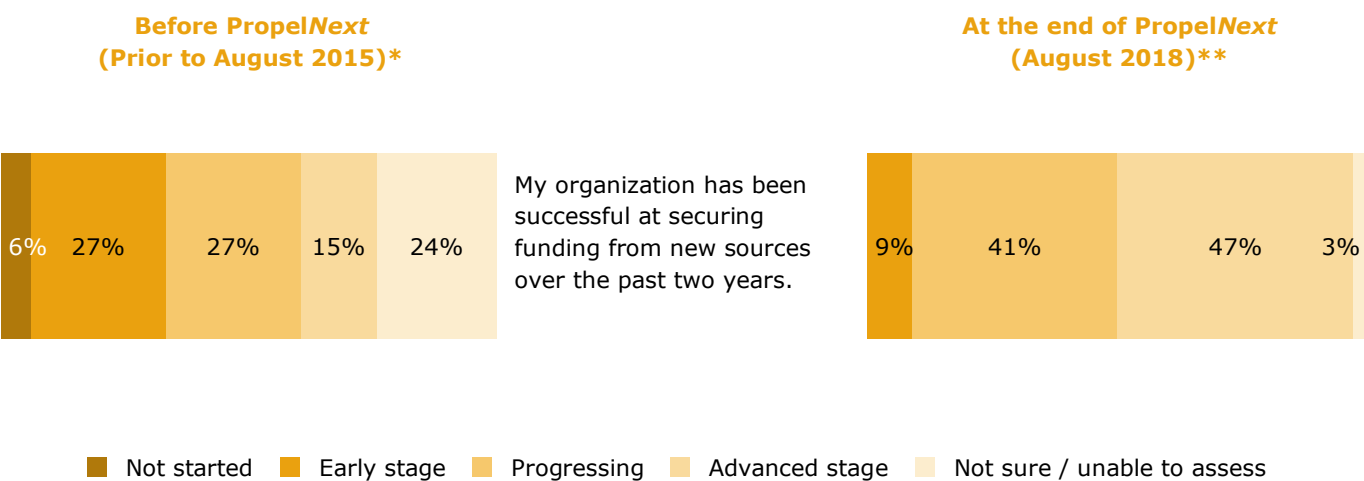 Before PropelNext
(Prior to August 2015)*
At the end of PropelNext
(August 2018)**
6% 27% 27% 15% 24%
My organization has been
successful at securing
funding from new sources
over the past two years.
9% 41% 47% 3%
Not started Early stage Progressing Advanced stage Not sure / unable to assess